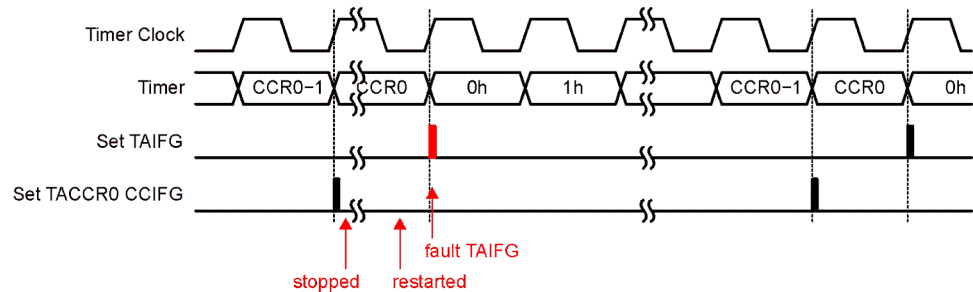 Timer Clock
Timer CCR0−1 CCR0 0h 1h CCR0−1 CCR0 0h
Set TAIFG
Set TACCR0 CCIFG
fault TAIFG
stopped restarted